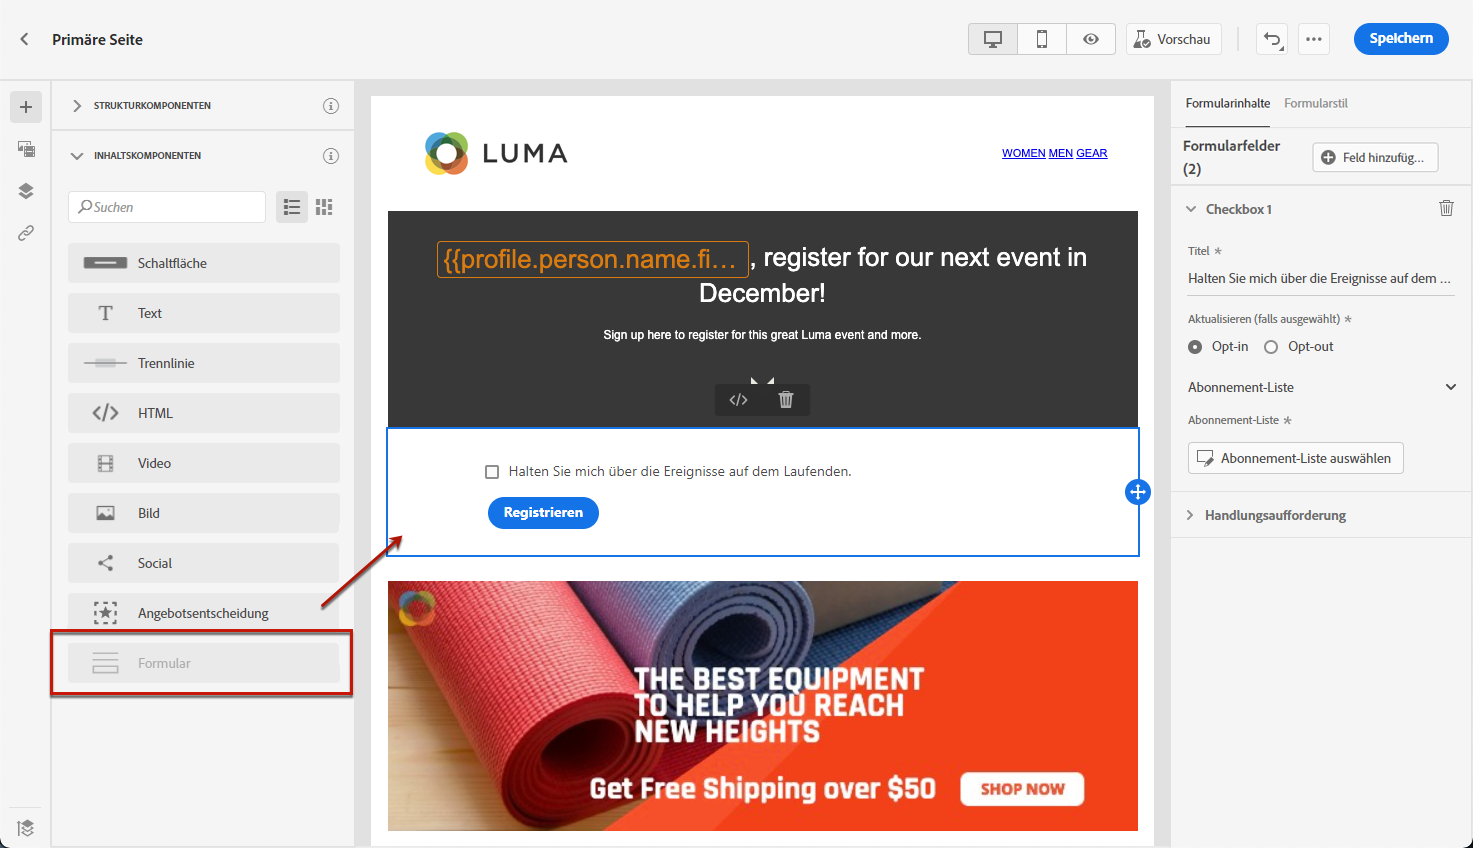 Primäre Seite
Vorschau
Speichern
STRUKTURKOMPONENTEN
INHALTSKOMPONENTEN
Suchen
Schaltfläche
Text
Trennlinie
HTML
Video
Bild
Social
Angebotsentscheidung
Formular
LUMA
WOMEN MEN GEAR
{{profile.person.name.fi... , register for our next event in
December!
Sign up here to register for this great Luma event and more.
Halten Sie mich über die Ereignisse auf dem Laufenden.
Registrieren
THE BEST EQUIPMENT
TO HELP YOU REACH
NEW HEIGHTS
Get Free Shipping over $50
SHOP NOW
Formularinhalte Formularstil
Formularfelder
(2)
Feld hinzufüg...
Checkbox 1
Titel *
Halten Sie mich über die Ereignisse auf dem ...
Aktualisieren (falls ausgewählt) *
Opt-in Opt-out
Abonnement-Liste
Abonnement-Liste *
Abonnement-Liste auswählen
Handlungsaufforderung